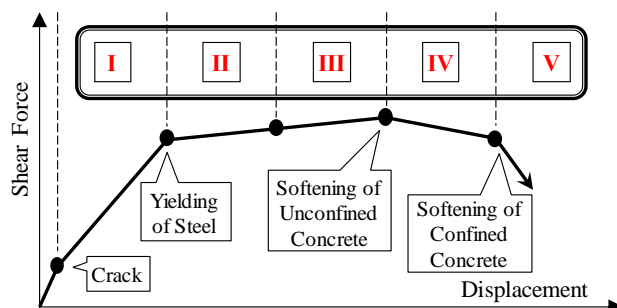 I
II
III
IV
V
Shear Force
Yielding
of Steel
Softening of
Unconfined
Concrete
Softening of
Confined
Concrete
Crack
Displacement